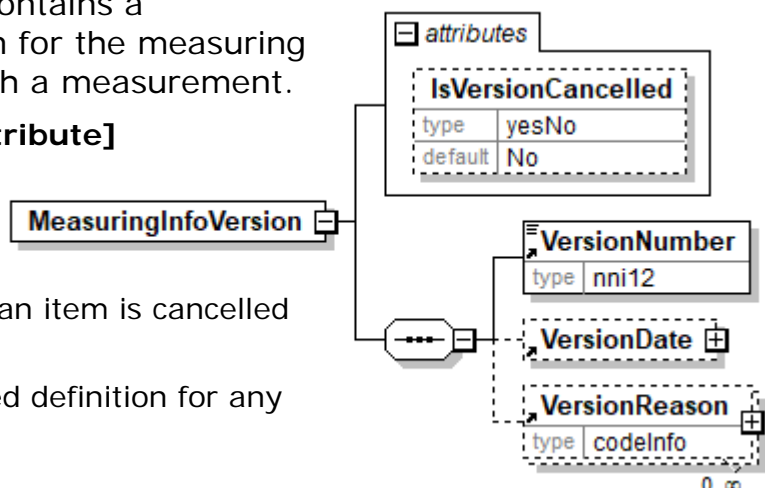 contains a
n for the measuring
h a measurement.
tribute]
attributes
IsVersionCancelled
type yesNo
default No
MeasuringInfoVersion
VersionNumber
type nni12
an item is cancelled
VersionDate
ed definition for any
VersionReason
type codeInfo
0 ∞